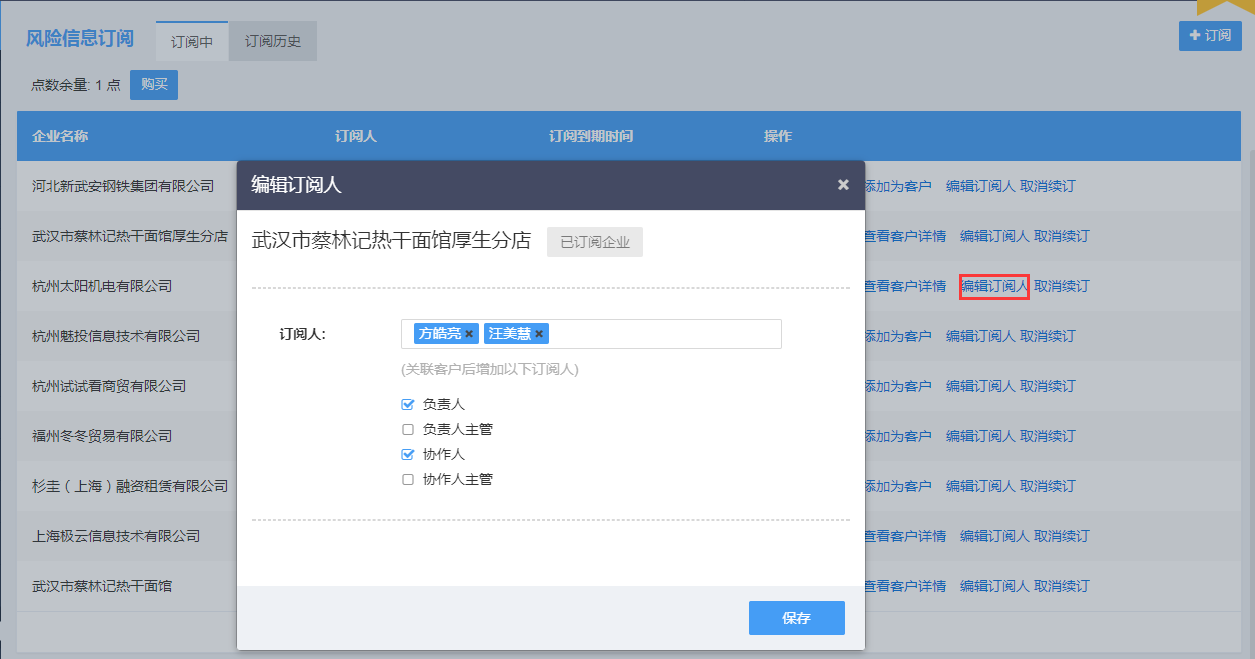 风险信息订阅 订阅中 订阅历史 + 订阅
点数余量: 1 点 购买
企业名称 订阅人 订阅到期时间 操作
河北新武安钢铁集团有限公司 添加为客户 编辑订阅人 取消续订
武汉市蔡林记热干面馆厚生分店 查看客户详情 编辑订阅人 取消续订
杭州太阳机电有限公司 查看客户详情 编辑订阅人 取消续订
杭州魅投信息技术有限公司 添加为客户 编辑订阅人 取消续订
杭州试试看商贸有限公司 添加为客户 编辑订阅人 取消续订
福州冬冬贸易有限公司 添加为客户 编辑订阅人 取消续订
杉圭（上海）融资租赁有限公司 添加为客户 编辑订阅人 取消续订
上海极云信息技术有限公司 查看客户详情 编辑订阅人 取消续订
武汉市蔡林记热干面馆 查看客户详情 编辑订阅人 取消续订
编辑订阅人 ×
武汉市蔡林记热干面馆厚生分店 已订阅企业
订阅人: 方皓亮 × 汪美慧 ×
(关联客户后增加以下订阅人)
负责人
负责人主管
协作人
协作人主管
保存